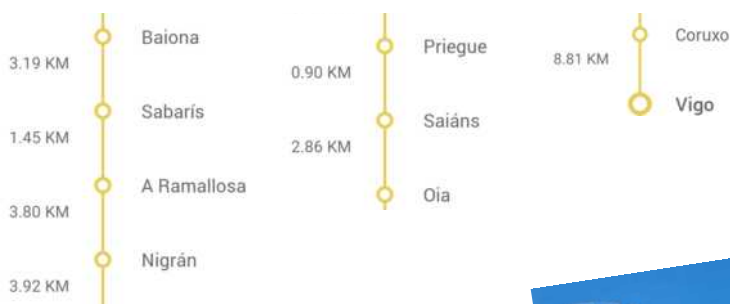 Baiona
3.19 KM
Sabarís
1.45 KM
A Ramallosa
3.80 KM
Nigrán
3.92 KM
Priegue
0.90 KM
Saiáns
2.86 KM
Oia
Coruxo
8.81 KM
Vigo